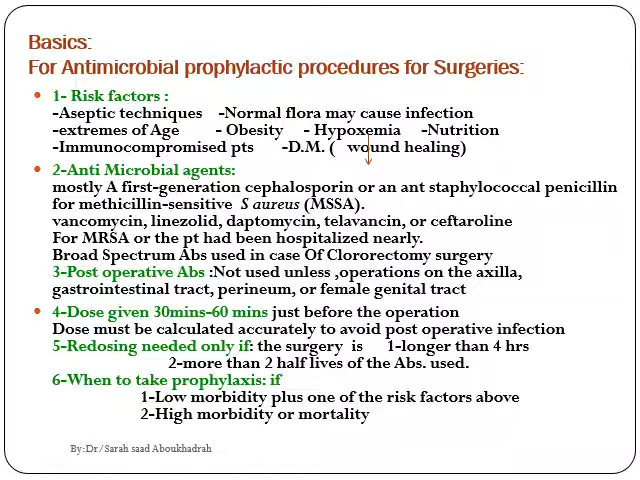 Basics:
For Antimicrobial prophylactic procedures for Surgeries:
• 1- Risk factors :
-Aseptic techniques -Normal flora may cause infection
-extremes of Age - Obesity - Hypoxemia -Nutrition
-Immunocompromised pts -D.M. ( ↓ wound healing)
• 2-Anti Microbial agents:
mostly A first-generation cephalosporin or an ant staphylococcal penicillin
for methicillin-sensitive S aureus (MSSA).
vancomycin, linezolid, daptomycin, telavancin, or ceftaroline
For MRSA or the pt had been hospitalized nearly.
Broad Spectrum Abs used in case Of Clororectomy surgery
3-Post operative Abs :Not used unless ,operations on the axilla,
gastrointestinal tract, perineum, or female genital tract
• 4-Dose given 30mins-60 mins just before the operation
Dose must be calculated accurately to avoid post operative infection
5-Redosing needed only if: the surgery is 1-longer than 4 hrs
2-more than 2 half lives of the Abs. used.
6-When to take prophylaxis: if
1-Low morbidity plus one of the risk factors above
2-High morbidity or mortality
By:Dr/Sarah saad Aboukhadrah